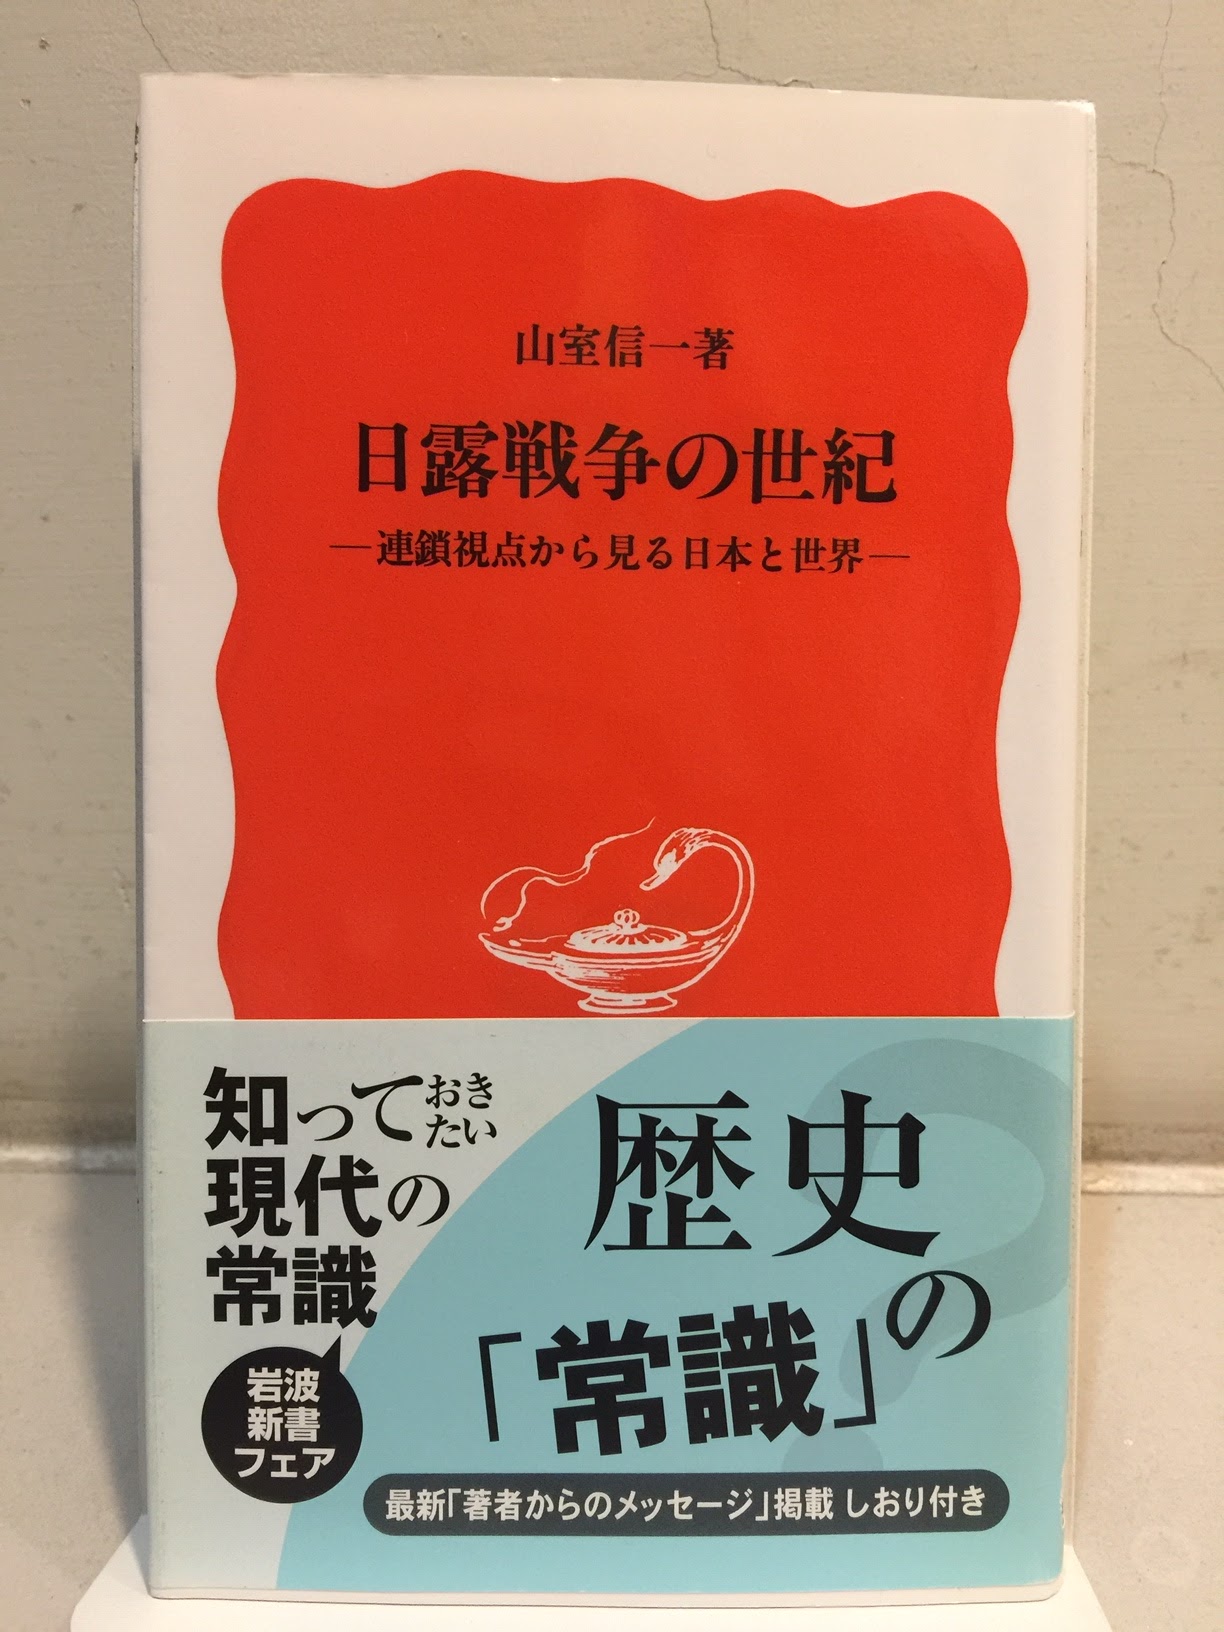 山室信一著
日露戦争の世紀
―連鎖視点から見る日本と世界―
知っておきたい
現代の
常識
岩波
新書
フェア
歴史の
「常識」
最新「著者からのメッセージ」掲載 しおり付き